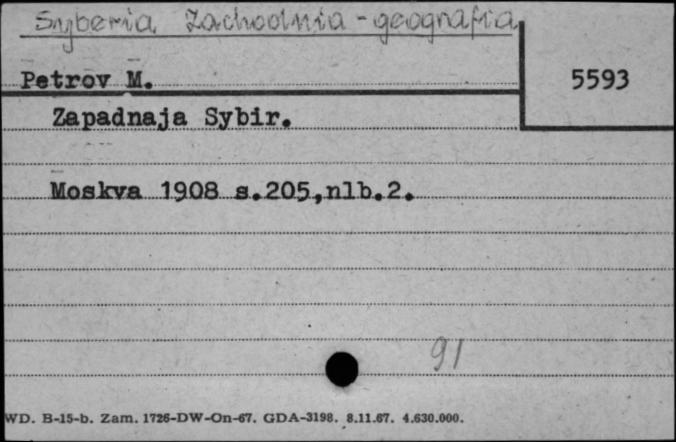 Syberia Zachodnia - geografia
Petrov M.
5593
Zapadnaja Sybir.
Moskva 1908 s.205,nlb.2.
91
WD. B-15-b. Zam. 1726-DW-On-67. GDA-3198. 8.11.67. 4.630.000.